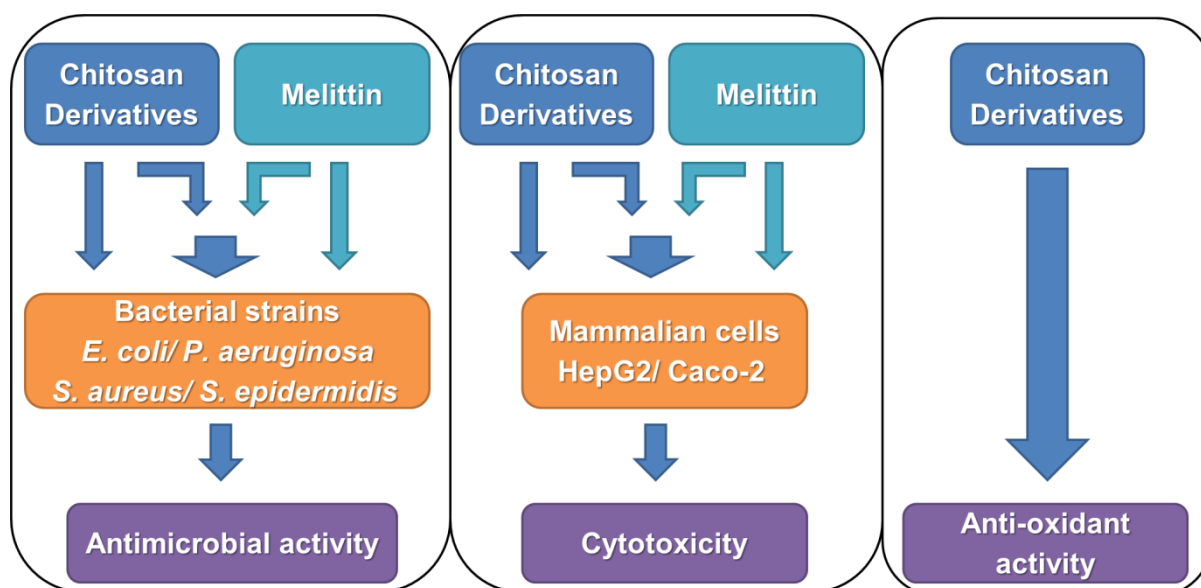 Chitosan
Derivatives
Melittin
Bacterial strains
E. coli/ P. aeruginosa
S. aureus/ S. epidermidis
Antimicrobial activity
Chitosan
Derivatives
Melittin
Mammalian cells
HepG2/ Caco-2
Cytotoxicity
Chitosan
Derivatives
Anti-oxidant
activity